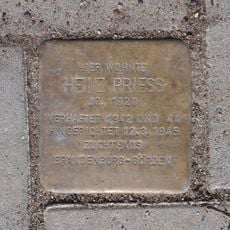 HIER WOHNTE
HEINZ PRIESS
JG. 1920
VERHAFTET 1942 UND 44
HINGERICHTET 12.3.1945
ZUCHTHAUS
BRANDENBURG-GÖRDEN